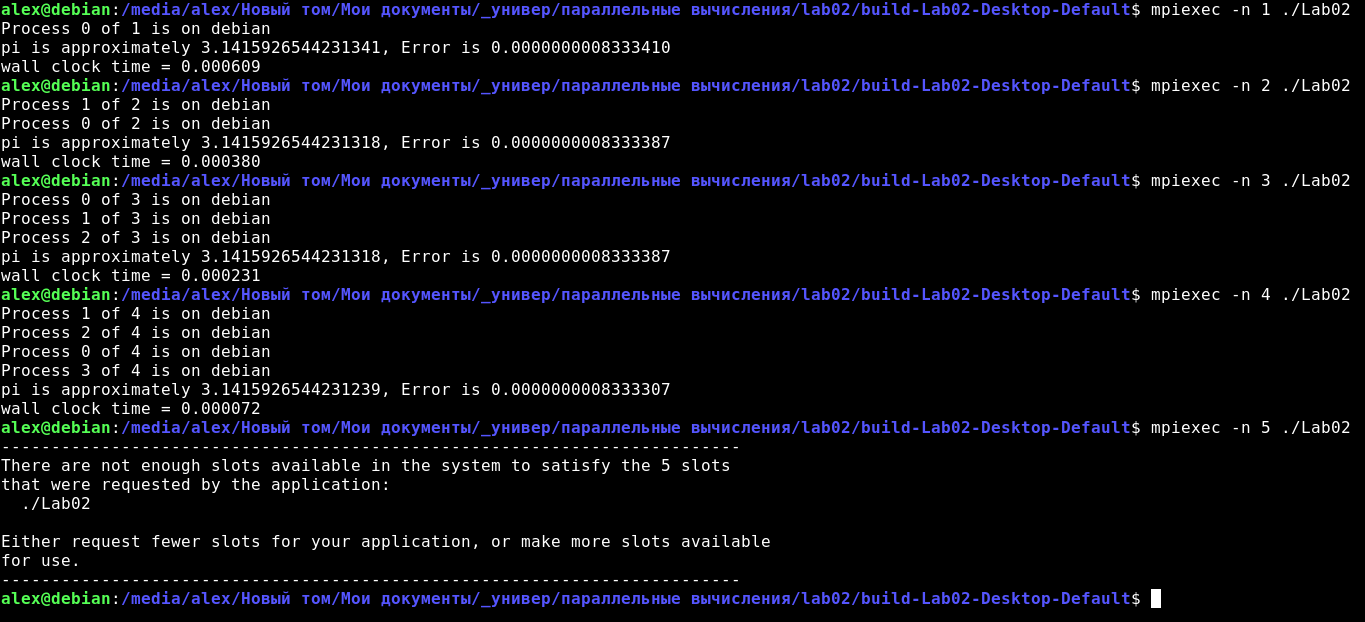 alex@debian:/media/alex/Новый том/Мои документы/_универ/параллельные вычисления/lab02/build-Lab02-Desktop-Default$ mpiexec -n 1 ./Lab02
Process 0 of 1 is on debian
pi is approximately 3.1415926544231341, Error is 0.0000000008333410
wall clock time = 0.000609
alex@debian:/media/alex/Новый том/Мои документы/_универ/параллельные вычисления/lab02/build-Lab02-Desktop-Default$ mpiexec -n 2 ./Lab02
Process 1 of 2 is on debian
Process 0 of 2 is on debian
pi is approximately 3.1415926544231318, Error is 0.0000000008333387
wall clock time = 0.000380
alex@debian:/media/alex/Новый том/Мои документы/_универ/параллельные вычисления/lab02/build-Lab02-Desktop-Default$ mpiexec -n 3 ./Lab02
Process 0 of 3 is on debian
Process 1 of 3 is on debian
Process 2 of 3 is on debian
pi is approximately 3.1415926544231318, Error is 0.0000000008333387
wall clock time = 0.000231
alex@debian:/media/alex/Новый том/Мои документы/_универ/параллельные вычисления/lab02/build-Lab02-Desktop-Default$ mpiexec -n 4 ./Lab02
Process 1 of 4 is on debian
Process 2 of 4 is on debian
Process 0 of 4 is on debian
Process 3 of 4 is on debian
pi is approximately 3.1415926544231239, Error is 0.0000000008333307
wall clock time = 0.000072
alex@debian:/media/alex/Новый том/Мои документы/_универ/параллельные вычисления/lab02/build-Lab02-Desktop-Default$ mpiexec -n 5 ./Lab02
--------------------------------------------------------------------------
There are not enough slots available in the system to satisfy the 5 slots
that were requested by the application:
  ./Lab02

Either request fewer slots for your application, or make more slots available
for use.
--------------------------------------------------------------------------
alex@debian:/media/alex/Новый том/Мои документы/_универ/параллельные вычисления/lab02/build-Lab02-Desktop-Default$